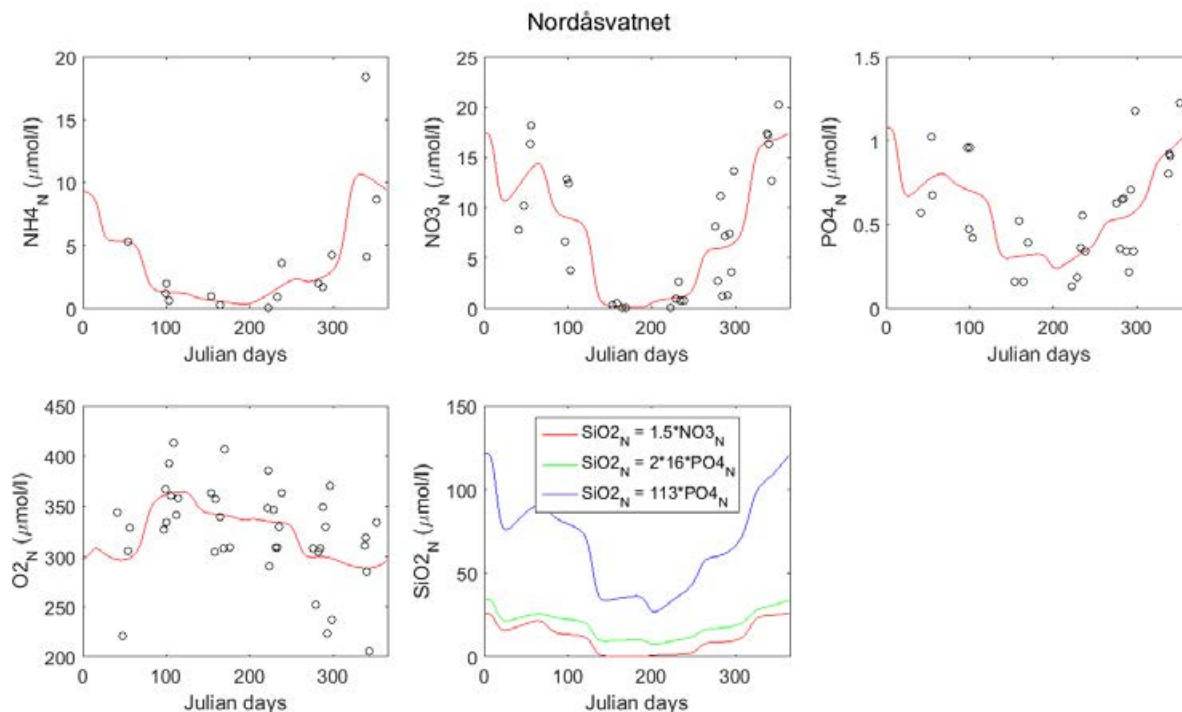 Nordåsvatnet
20
15
10
5
0
NH4N (μmol/l)
0 100 200 300
Julian days
25
20
15
10
5
0
NO3N (μmol/l)
0 100 200 300
Julian days
1.5
1
0.5
0
PO4N (μmol/l)
0 100 200 300
Julian days
450
400
350
300
250
200
O2N (μmol/l)
0 100 200 300
Julian days
150
100
50
0
SiO2N (μmol/l)
SiO2N = 1.5*NO3N
SiO2N = 2*16*PO4N
SiO2N = 113*PO4N
0 100 200 300
Julian days